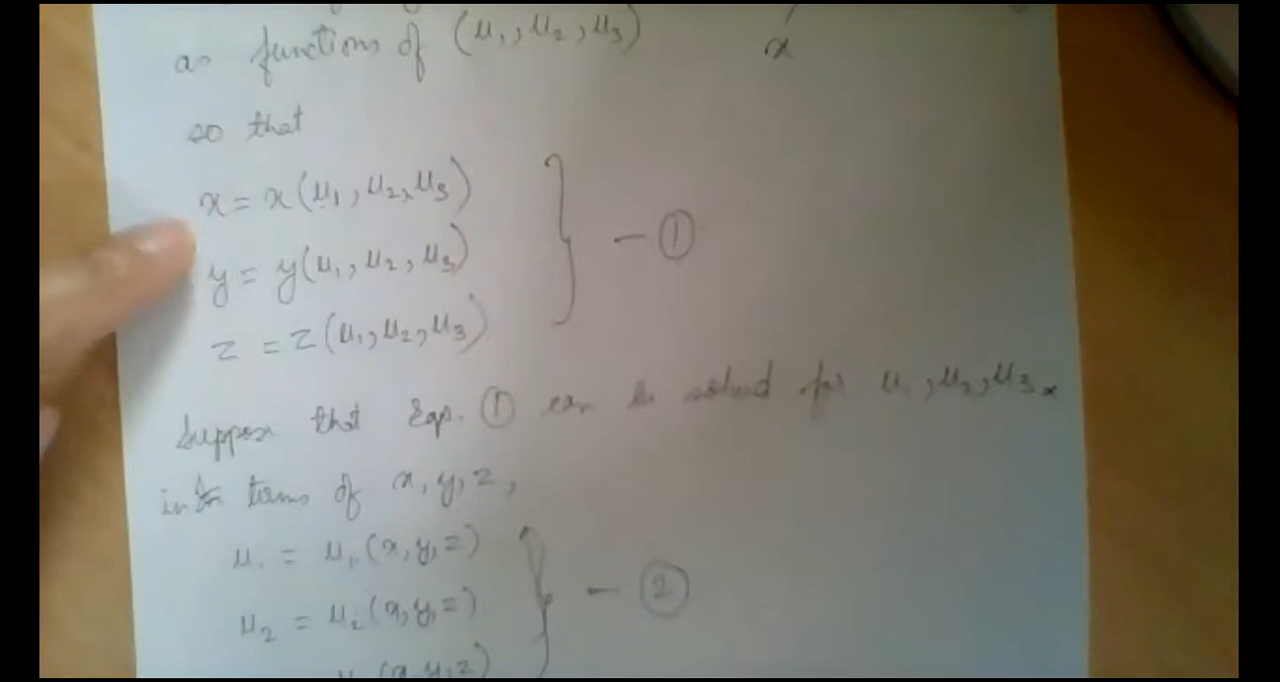 as functions of (u₁, u₂, u₃)
x
so that
x = x(u₁, u₂, u₃)
y = y(u₁, u₂, u₃)
z = z(u₁, u₂, u₃)
} — ①
Suppose that Eqn. ① can be solved for u₁, u₂, u₃
in terms of x, y, z,
u₁ = u₁(x, y, z)
u₂ = u₂(x, y, z)
} — ②
u (x, y, z)